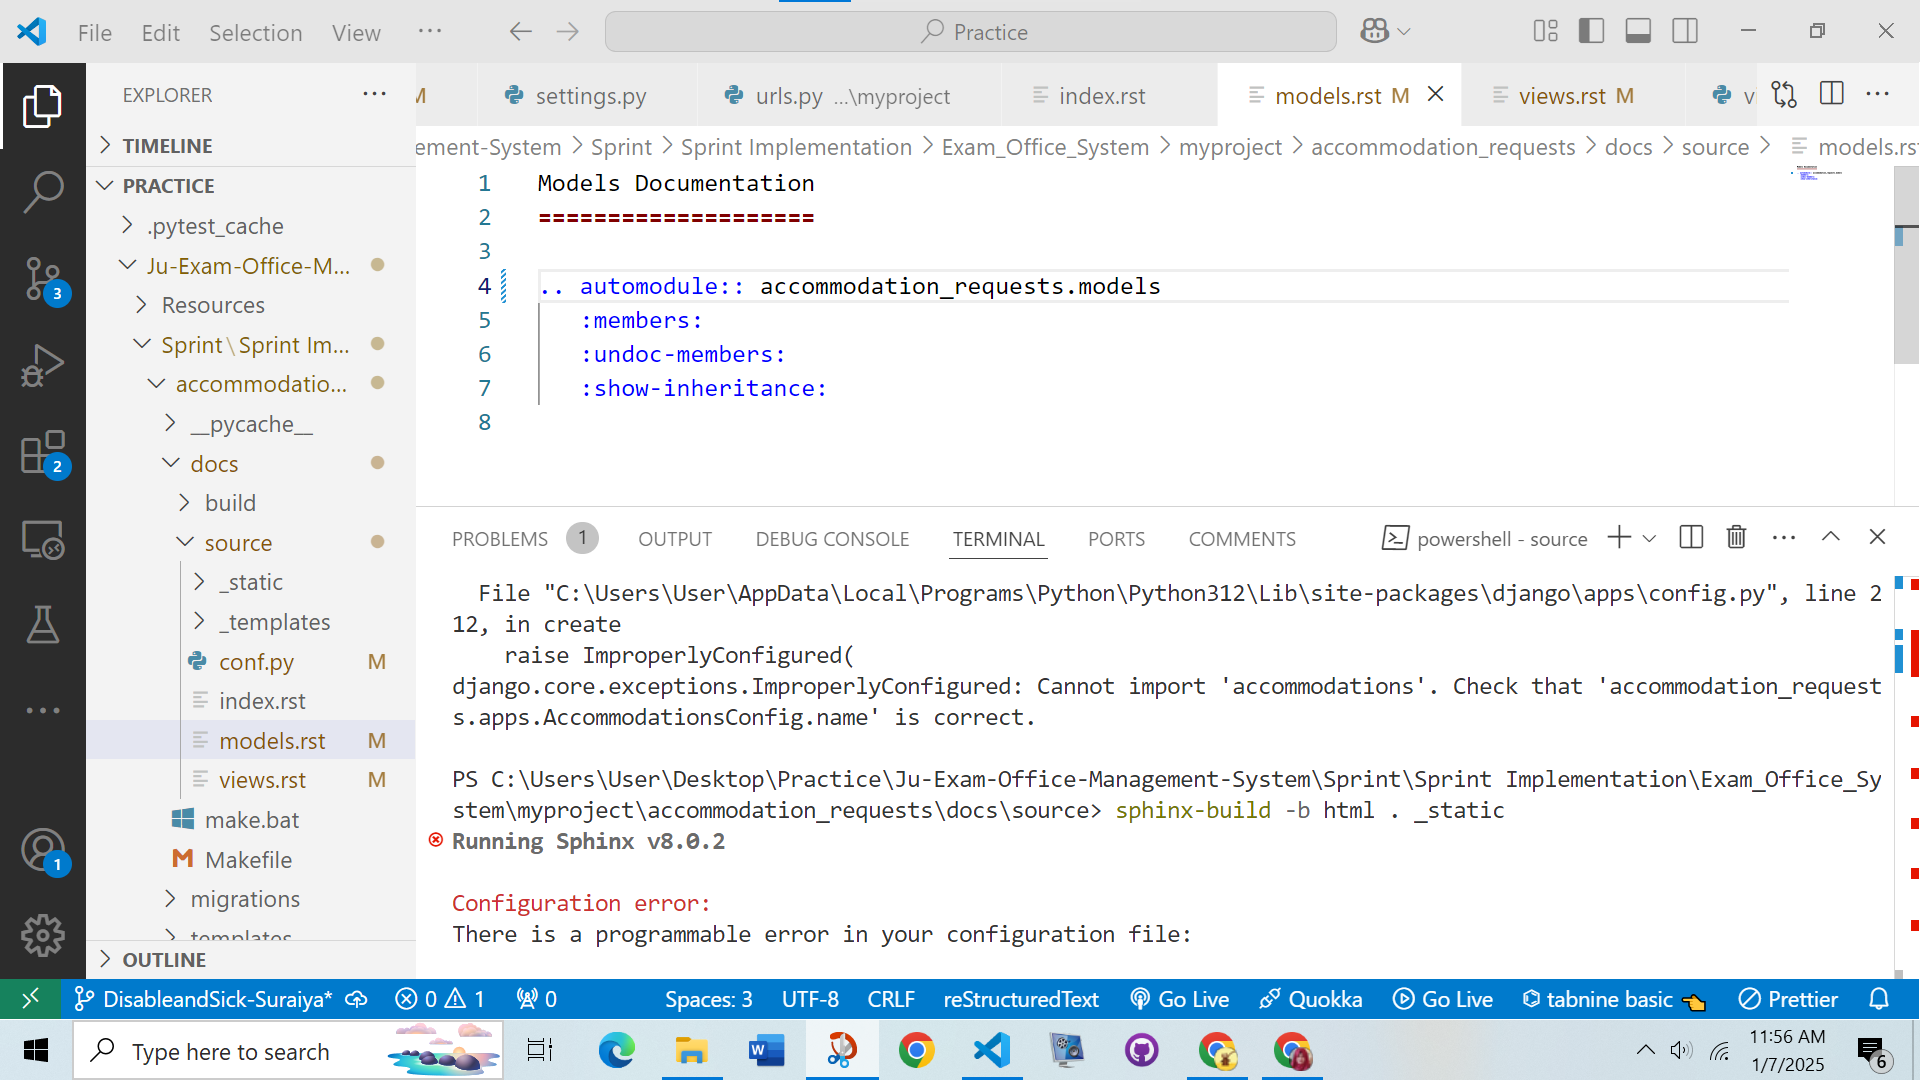 File Edit Selection View ··· Practice
EXPLORER ···
TIMELINE
PRACTICE
.pytest_cache
Ju-Exam-Office-M...
Resources
Sprint\Sprint Im...
accommodatio...
__pycache__
docs
build
source
_static
_templates
conf.py M
index.rst
models.rst M
views.rst M
make.bat
Makefile
migrations
templates
OUTLINE
3
2
1
M settings.py urls.py ...\myproject index.rst models.rst M views.rst M
ement-System > Sprint > Sprint Implementation > Exam_Office_System > myproject > accommodation_requests > docs > source > models.rs
1 Models Documentation
2 ====================
3
4 .. automodule:: accommodation_requests.models
5 :members:
6 :undoc-members:
7 :show-inheritance:
8
PROBLEMS 1 OUTPUT DEBUG CONSOLE TERMINAL PORTS COMMENTS powershell - source
File "C:\Users\User\AppData\Local\Programs\Python\Python312\Lib\site-packages\django\apps\config.py", line 2
12, in create
raise ImproperlyConfigured(
django.core.exceptions.ImproperlyConfigured: Cannot import 'accommodations'. Check that 'accommodation_request
s.apps.AccommodationsConfig.name' is correct.
PS C:\Users\User\Desktop\Practice\Ju-Exam-Office-Management-System\Sprint\Sprint Implementation\Exam_Office_Sy
stem\myproject\accommodation_requests\docs\source> sphinx-build -b html . _static
Running Sphinx v8.0.2
Configuration error:
There is a programmable error in your configuration file:
DisableandSick-Suraiya* 0 1 0 Spaces: 3 UTF-8 CRLF reStructuredText Go Live Quokka Go Live tabnine basic Prettier
Type here to search
11:56 AM
1/7/2025
6